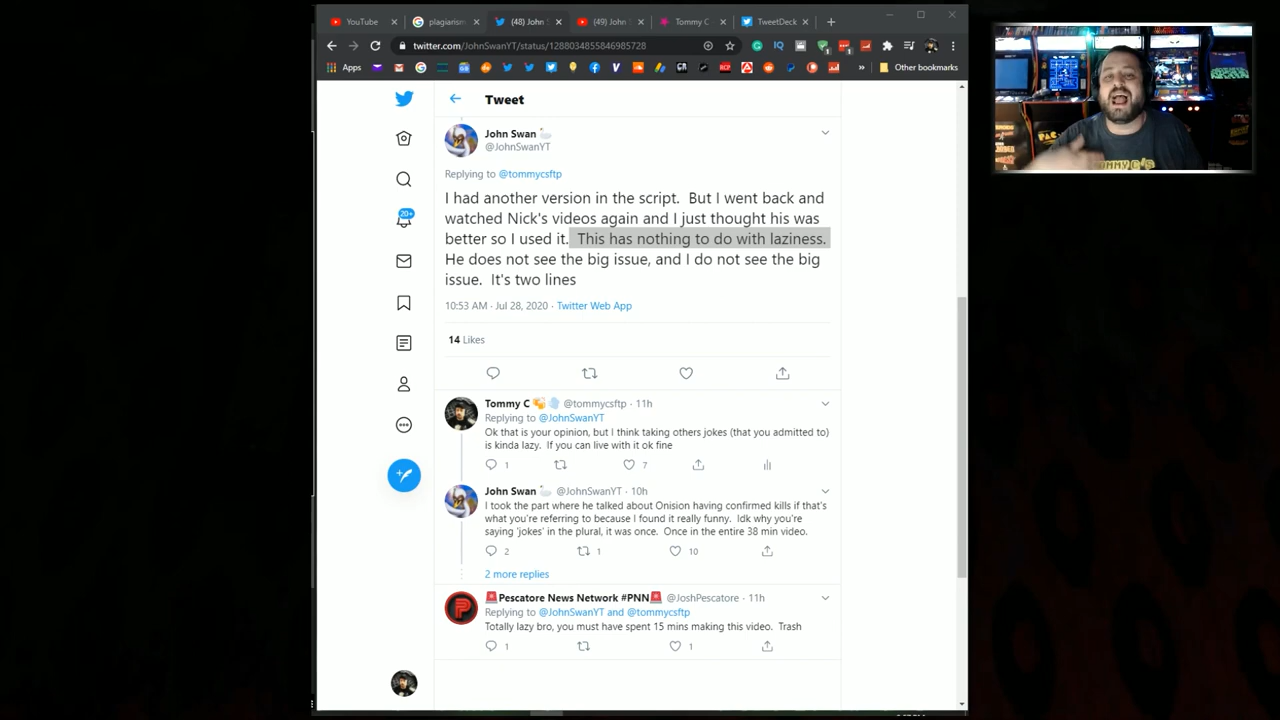 YouTube
plagiarism
(48) John
(49) John
Tommy C
TweetDeck
twitter.com/JohnSwanYT/status/1288034855846985728
Apps
Other bookmarks
Tweet
John Swan
@JohnSwanYT
Replying to @tommycsftp
I had another version in the script. But I went back and
watched Nick's videos again and I just thought his was
better so I used it. This has nothing to do with laziness.
He does not see the big issue, and I do not see the big
issue. It's two lines
10:53 AM · Jul 28, 2020 · Twitter Web App
14 Likes
20+
Tommy C @tommycsftp · 11h
Replying to @JohnSwanYT
Ok that is your opinion, but I think taking others jokes (that you admitted to)
is kinda lazy. If you can live with it ok fine
1 7
John Swan @JohnSwanYT · 10h
I took the part where he talked about Onision having confirmed kills if that's
what you're referring to because I found it really funny. Idk why you're
saying 'jokes' in the plural, it was once. Once in the entire 38 min video.
2 1 10
2 more replies
Pescatore News Network #PNN @JoshPescatore · 11h
Replying to @JohnSwanYT and @tommycsftp
Totally lazy bro, you must have spent 15 mins making this video. Trash
1 1